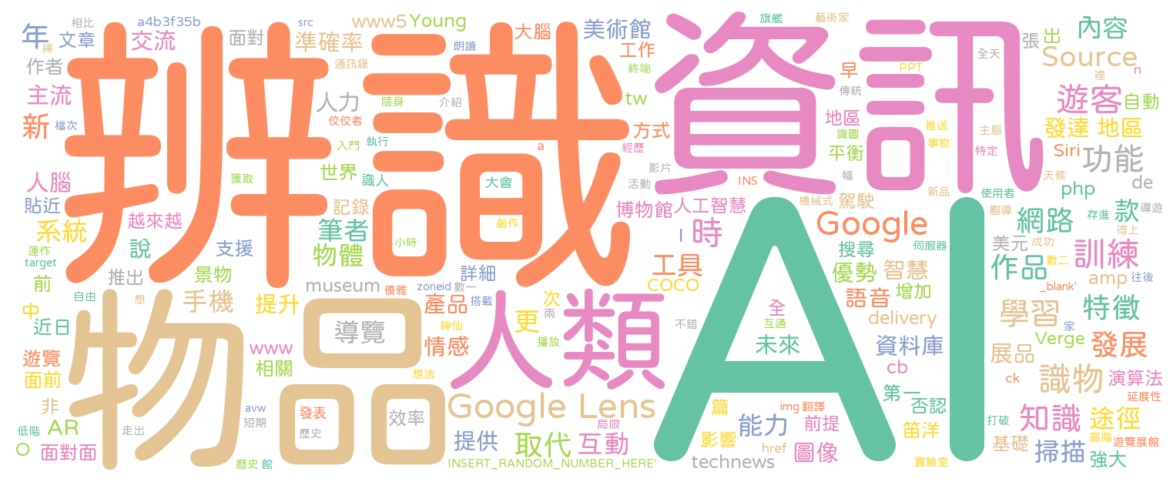 辨識
資訊
AI
物品
人類
年
文章
a4b3f35b
相比
掃
交流
面對
src
準確率
www5
Young
朗讀
大腦
美術館
旗艦
藝術家
張
出
內容
作者
通訊錄
工作
終端
早
PPT
全天
Source
裡
n
主流
人力
隨身
介紹
tw
傳統
遊客
自動
新
檔次
佼佼者
執行
方式
地區
識圖
推送
主腦
發達
地區
入門
a
經歷
平衡
事物
特定
Siri
功能
人腦
獲取
世界
識人
大會
影片
活動
幅
INS
機械式
新品
天候
php
de
貼近
越來越
記錄
創作
博物館
人工智慧
駕駛
使用者
導遊
系統
說
支援
筆者
小時
I
時
Google
鄉導
網路
存進
款
得上
運作
target
前
推出
景物
物體
詳細
工具
搜尋
伺服器
美元
成功
數二
訓練
自由
想
museum
優雅
zoneid
數一
搭載
COCO
優勢
智慧
作品
amp
往後
_blank'
中
近日
手機
提升
產品
神仙
次
兩
更
全
互通
語音
增加
delivery
學習
特徵
家
遊覽
www
導覽
情感
播放
不錯
未來
資料庫
Verge
發展
面前
相關
想法
cb
展品
ck
識物
演算法
延展性
非
AR
avw
短期
發表
歷史
效率
Google Lens
局限
篇
img
翻譯
第一
否認
打破
知識
途徑
低階
O
面對面
走出
歷史
館
提供
取代
互動
影響
能力
前提
笛洋
基礎
高階
遊覽展館
INSERT_RANDOM_NUMBER_HERE'
technews
href
圖像
實驗室
掃描
強大